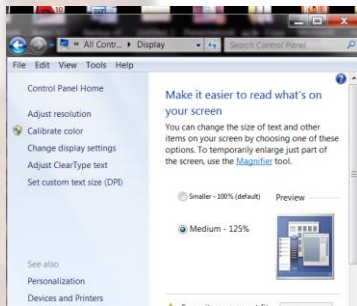 « All Contr... ▸ Display
Search Control Panel
File Edit View Tools Help
Control Panel Home
Adjust resolution
Calibrate color
Change display settings
Adjust ClearType text
Set custom text size (DPI)
See also
Personalization
Devices and Printers
Make it easier to read what's on
your screen
You can change the size of text and other
items on your screen by choosing one of these
options. To temporarily enlarge just part of
the screen, use the Magnifier tool.
Smaller - 100% (default)
Preview
Medium - 125%